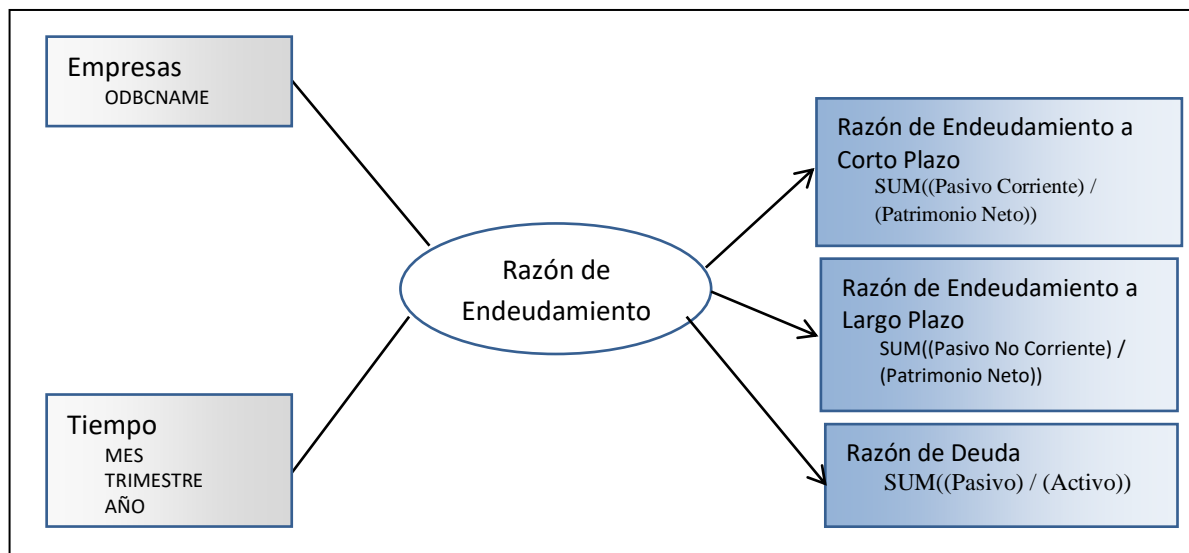 Empresas
ODBCNAME
Tiempo
MES
TRIMESTRE
AÑO
Razón de
Endeudamiento
Razón de Endeudamiento a
Corto Plazo
SUM((Pasivo Corriente) /
(Patrimonio Neto))
Razón de Endeudamiento a
Largo Plazo
SUM((Pasivo No Corriente) /
(Patrimonio Neto))
Razón de Deuda
SUM((Pasivo) / (Activo))